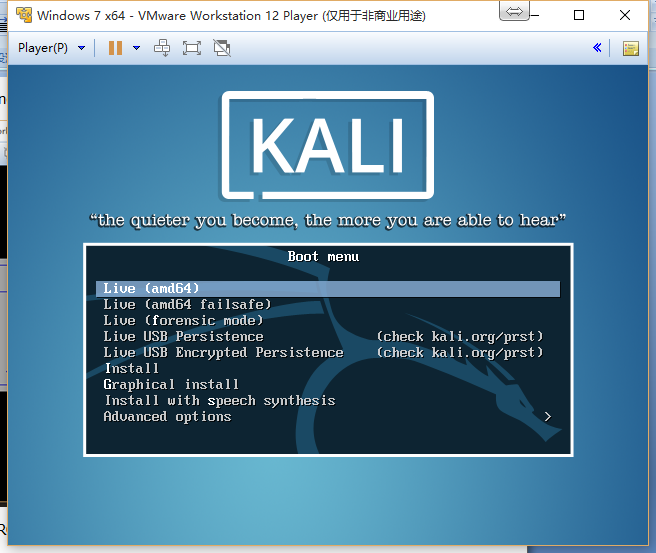 Windows 7 x64 - VMware Workstation 12 Player (仅用于非商业用途)
Player(P)
KALI
“the quieter you become, the more you are able to hear”
Boot menu
Live (amd64)
Live (amd64 failsafe)
Live (forensic mode)
Live USB Persistence (check kali.org/prst)
Live USB Encrypted Persistence (check kali.org/prst)
Install
Graphical install
Install with speech synthesis
Advanced options >